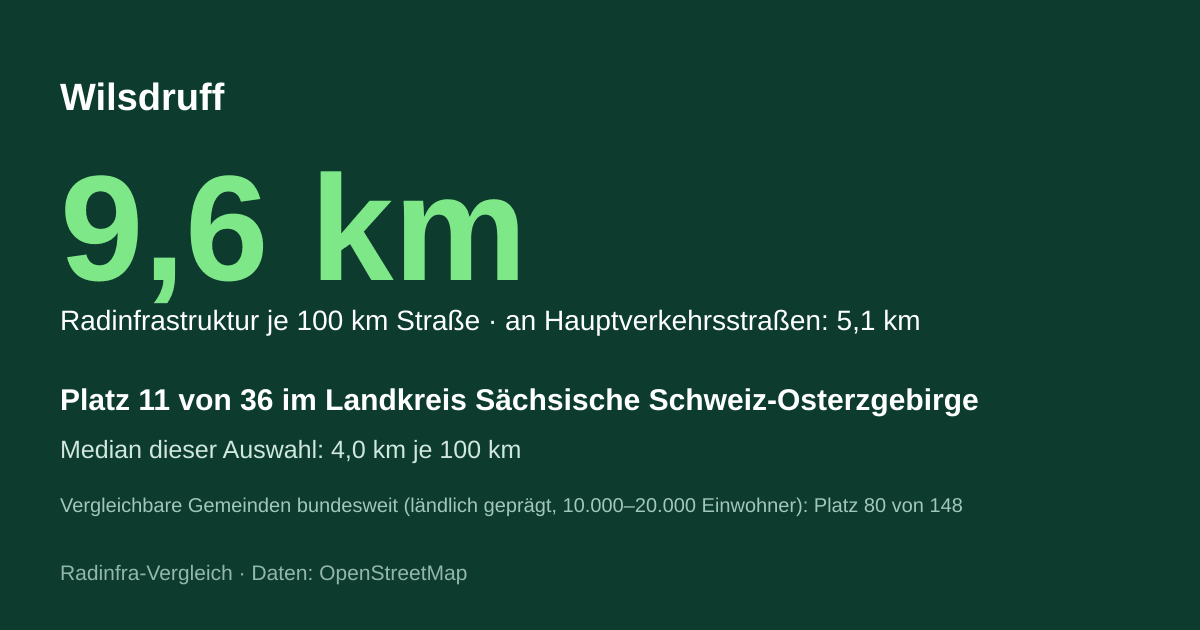 Wilsdruff
9,6 km
Radinfrastruktur je 100 km Straße · an Hauptverkehrsstraßen: 5,1 km
Platz 11 von 36 im Landkreis Sächsische Schweiz-Osterzgebirge
Median dieser Auswahl: 4,0 km je 100 km
Vergleichbare Gemeinden bundesweit (ländlich geprägt, 10.000–20.000 Einwohner): Platz 80 von 148
Radinfra-Vergleich · Daten: OpenStreetMap